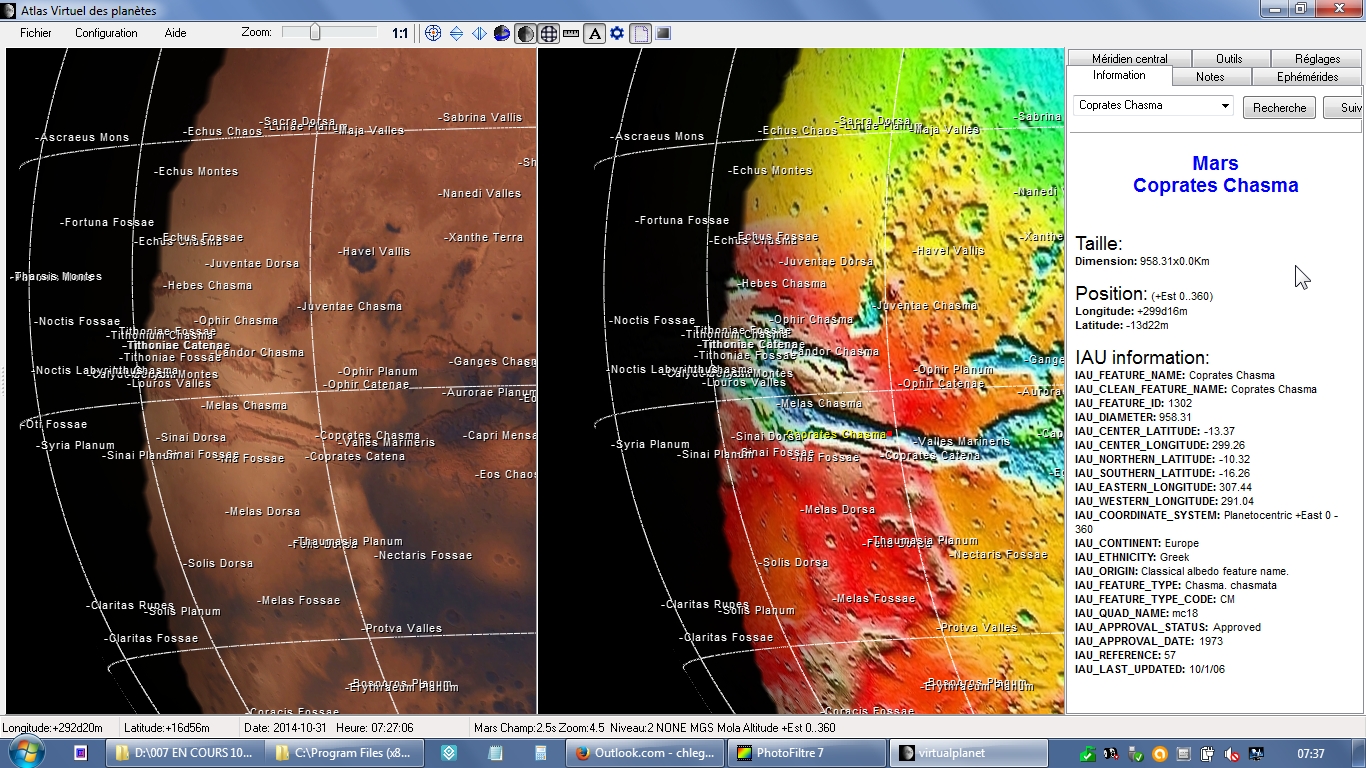 Atlas Virtuel des planètes
Fichier Configuration Aide Zoom: 1:1 A
-Ascraeus Mons
-Echus Chaos
-Sacra Dorsa
-Lunae Planum
-Maja Valles
-Sabrina Vallis
-Sh
-Echus Montes
-Nanedi Valles
-Fortuna Fossae
-Echus Fossae
-Echus Chasma
-Xanthe Terra
-Havel Vallis
-Juventae Dorsa
-Tharsis Montes
-Hebes Chasma
-Juventae Chasma
-Noctis Fossae
-Ophir Chasma
-Tithoniae Fossae
-Tithonium Chasma
-Tithoniae Catenae
-Candor Chasma
-Tithoniae Fossae
-Ganges Chasm
-Noctis Labyrinthus
-Ophir Planum
-Louros Valles
-Ophir Catenae
-Aurorae Planum
-Melas Chasma
-Oti Fossae
-Sinai Dorsa
-Coprates Chasma
-Valles Marineris
-Capri Mensa
-Syria Planum
-Sinai Planum
-Sinai Fossae
-Coprates Catena
-Eos Chaos
-Melas Dorsa
-Thaumasia Planum
-Felis Dorsa
-Nectaris Fossae
-Solis Dorsa
-Claritas Rupes
-Solis Planum
-Melas Fossae
-Claritas Fossae
-Protva Valles
-Bosporos Planum
-Erythraeum Planum
-Coracis Fossae
-Ascraeus Mons
-Echus Chaos
-Sacra Dorsa
-Lunae Planum
-Maja Valles
-Sabrina
-Echus Montes
-Nanedi V
-Fortuna Fossae
-Echus Fossae
-Echus Chasma
-Xanthe
-Havel Vallis
-Juventae Dorsa
-Hebes Chasma
-Juventae Chasma
-Noctis Fossae
-Ophir Chasma
-Tithoniae Fossae
-Tithonium Chasma
-Tithoniae Catenae
-Candor Chasma
-Tithoniae Fossae
-Gange
-Noctis Labyrinthus
-Ophir Planum
-Louros Valles
-Ophir Catenae
-Aurora
-Melas Chasma
-Sinai Dorsa
-Coprates Chasma
-Valles Marineris
-Cap
-Syria Planum
-Sinai Planum
-Sinai Fossae
-Coprates Catena
-Melas Dorsa
-Thaumasia Planum
-Felis Dorsa
-Nectaris Fossae
-Solis Dorsa
-Claritas Rupes
-Solis Planum
-Melas Fossae
-Claritas Fossae
-Protva Valles
-Bosporos Planum
-Erythraeum Planum
-Coracis Fossae
Méridien central Outils Réglages
Information Notes Ephémérides
Coprates Chasma Recherche Suiv
Mars
Coprates Chasma
Taille:
Dimension: 958.31x0.0Km
Position: (+Est 0..360)
Longitude: +299d16m
Latitude: -13d22m
IAU information:
IAU_FEATURE_NAME: Coprates Chasma
IAU_CLEAN_FEATURE_NAME: Coprates Chasma
IAU_FEATURE_ID: 1302
IAU_DIAMETER: 958.31
IAU_CENTER_LATITUDE: -13.37
IAU_CENTER_LONGITUDE: 299.26
IAU_NORTHERN_LATITUDE: -10.32
IAU_SOUTHERN_LATITUDE: -16.26
IAU_EASTERN_LONGITUDE: 307.44
IAU_WESTERN_LONGITUDE: 291.04
IAU_COORDINATE_SYSTEM: Planetocentric +East 0 -
360
IAU_CONTINENT: Europe
IAU_ETHNICITY: Greek
IAU_ORIGIN: Classical albedo feature name.
IAU_FEATURE_TYPE: Chasma. chasmata
IAU_FEATURE_TYPE_CODE: CM
IAU_QUAD_NAME: mc18
IAU_APPROVAL_STATUS: Approved
IAU_APPROVAL_DATE: 1973
IAU_REFERENCE: 57
IAU_LAST_UPDATED: 10/1/06
Longitude:+292d20m Latitude:+16d56m Date: 2014-10-31 Heure: 07:27:06 Mars Champ:2.5s Zoom:4.5 Niveau:2 NONE MGS Mola Altitude +Est 0..360
D:\007 EN COURS 10... C:\Program Files (x8... Outlook.com - chleg... PhotoFiltre 7 virtualplanet 07:37